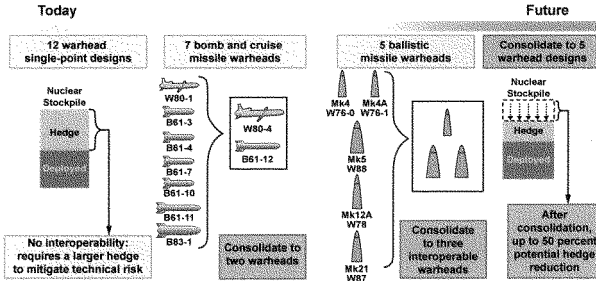 Today
Future
12 warhead
single-point designs
7 bomb and cruise
missile warheads
5 ballistic
missile warheads
Consolidate to 5
warhead designs
Nuclear
Stockpile
Hedge
Deployed
No interoperability:
requires a larger hedge
to mitigate technical risk
W80-1
B61-3
B61-4
B61-7
B61-10
B61-11
B83-1
W80-4
B61-12
Consolidate to
two warheads
Mk4 Mk4A
W76-0 W76-1
Mk5
W88
Mk12A
W78
Mk21
W87
Consolidate
to three
interoperable
warheads
Nuclear
Stockpile
Hedge
Deployed
After
consolidation,
up to 50 percent
potential hedge
reduction